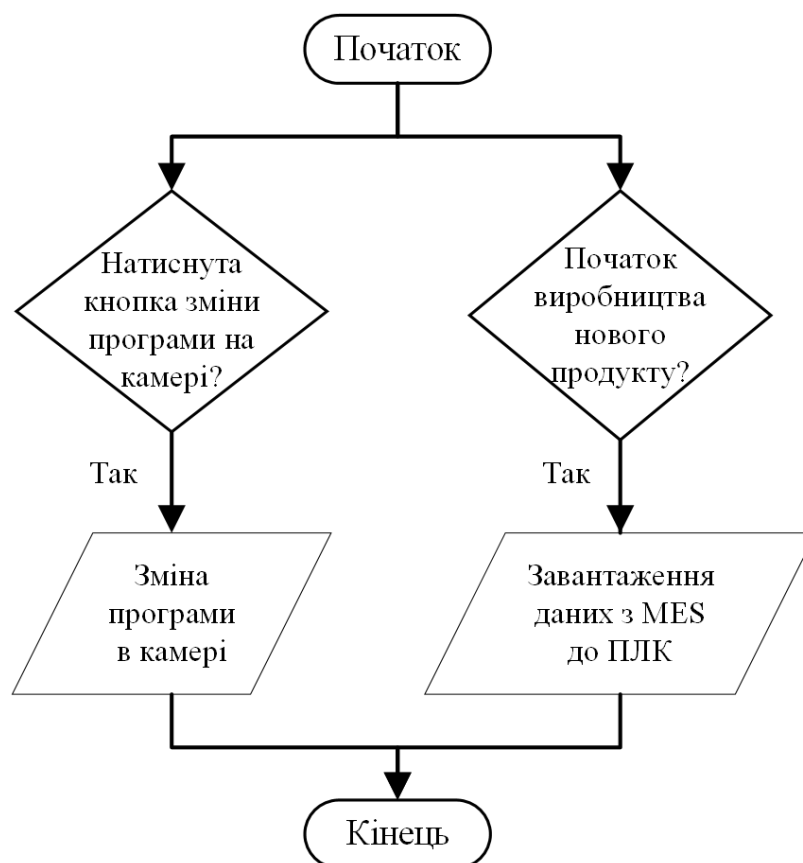 Початок
Натиснута
кнопка зміни
програми на
камері?
Початок
виробництва
нового
продукту?
Так
Так
Зміна
програми
в камері
Завантаження
даних з MES
до ПЛК
Кінець